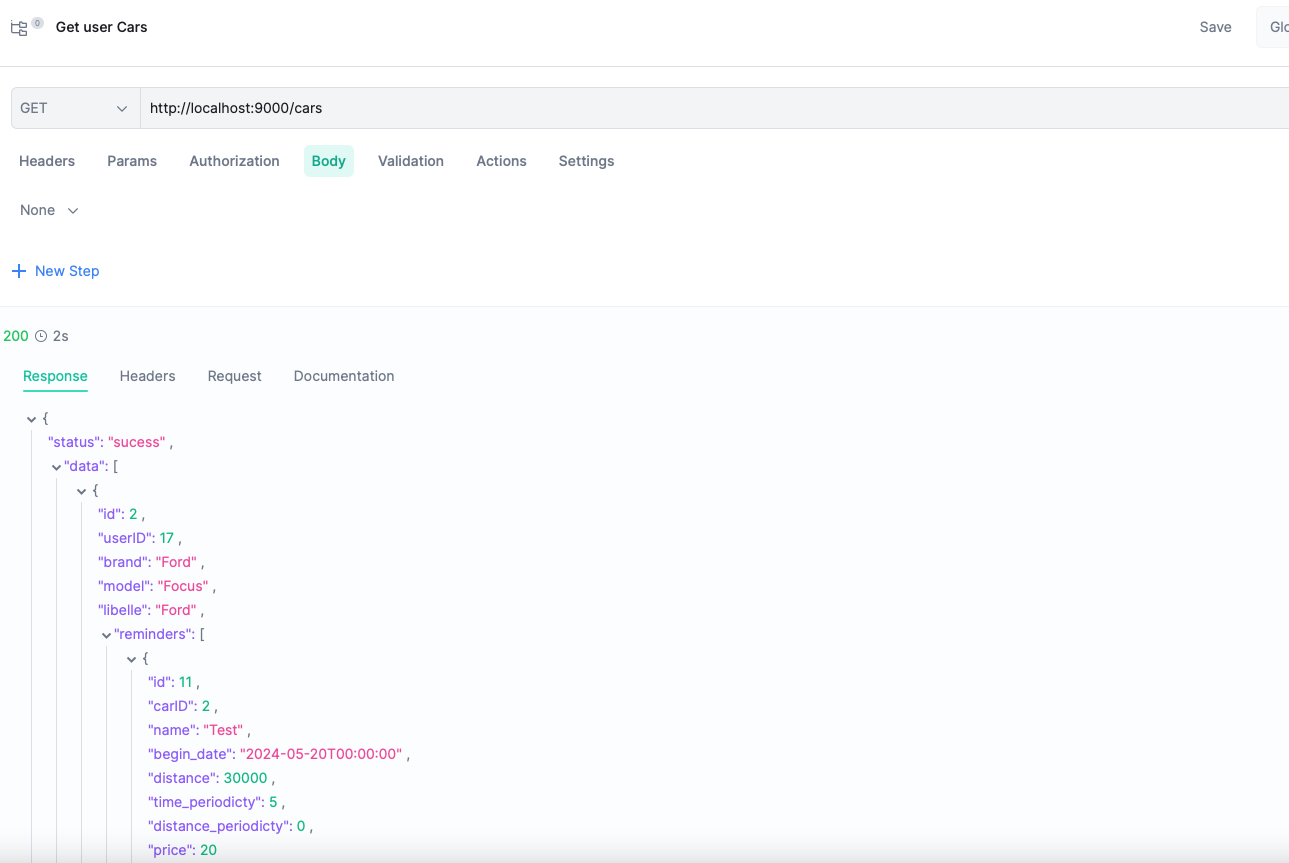 0 Get user Cars Save Glo
GET http://localhost:9000/cars
Headers Params Authorization Body Validation Actions Settings
None
New Step
200 2s
Response Headers Request Documentation
{
"status": "sucess" ,
"data": [
{
"id": 2 ,
"userID": 17 ,
"brand": "Ford" ,
"model": "Focus" ,
"libelle": "Ford" ,
"reminders": [
{
"id": 11 ,
"carID": 2 ,
"name": "Test" ,
"begin_date": "2024-05-20T00:00:00" ,
"distance": 30000 ,
"time_periodicty": 5 ,
"distance_periodicty": 0 ,
"price": 20